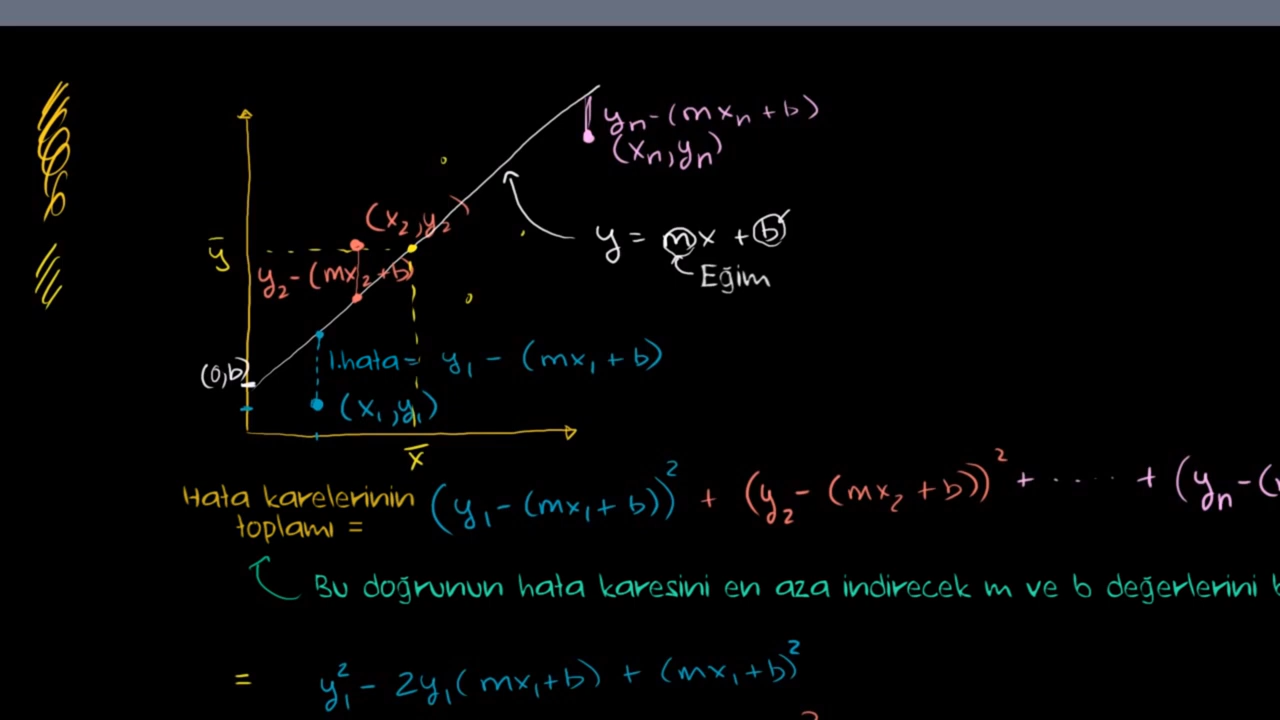 yₙ - (mxₙ + b)
(xₙ, yₙ)
(x₂, y₂)
y = mx + b
ȳ
y₂ - (mx₂ + b)
Eğim
1.hata = y₁ - (mx₁ + b)
(0,b)
(x₁, y₁)
x̄
Hata karelerinin toplamı = (y₁ - (mx₁ + b))² + (y₂ - (mx₂ + b))² + ..... + (yₙ - (
Bu doğrunun hata karesini en aza indirecek m ve b değerlerini
= y₁² - 2y₁(mx₁ + b) + (mx₁ + b)²